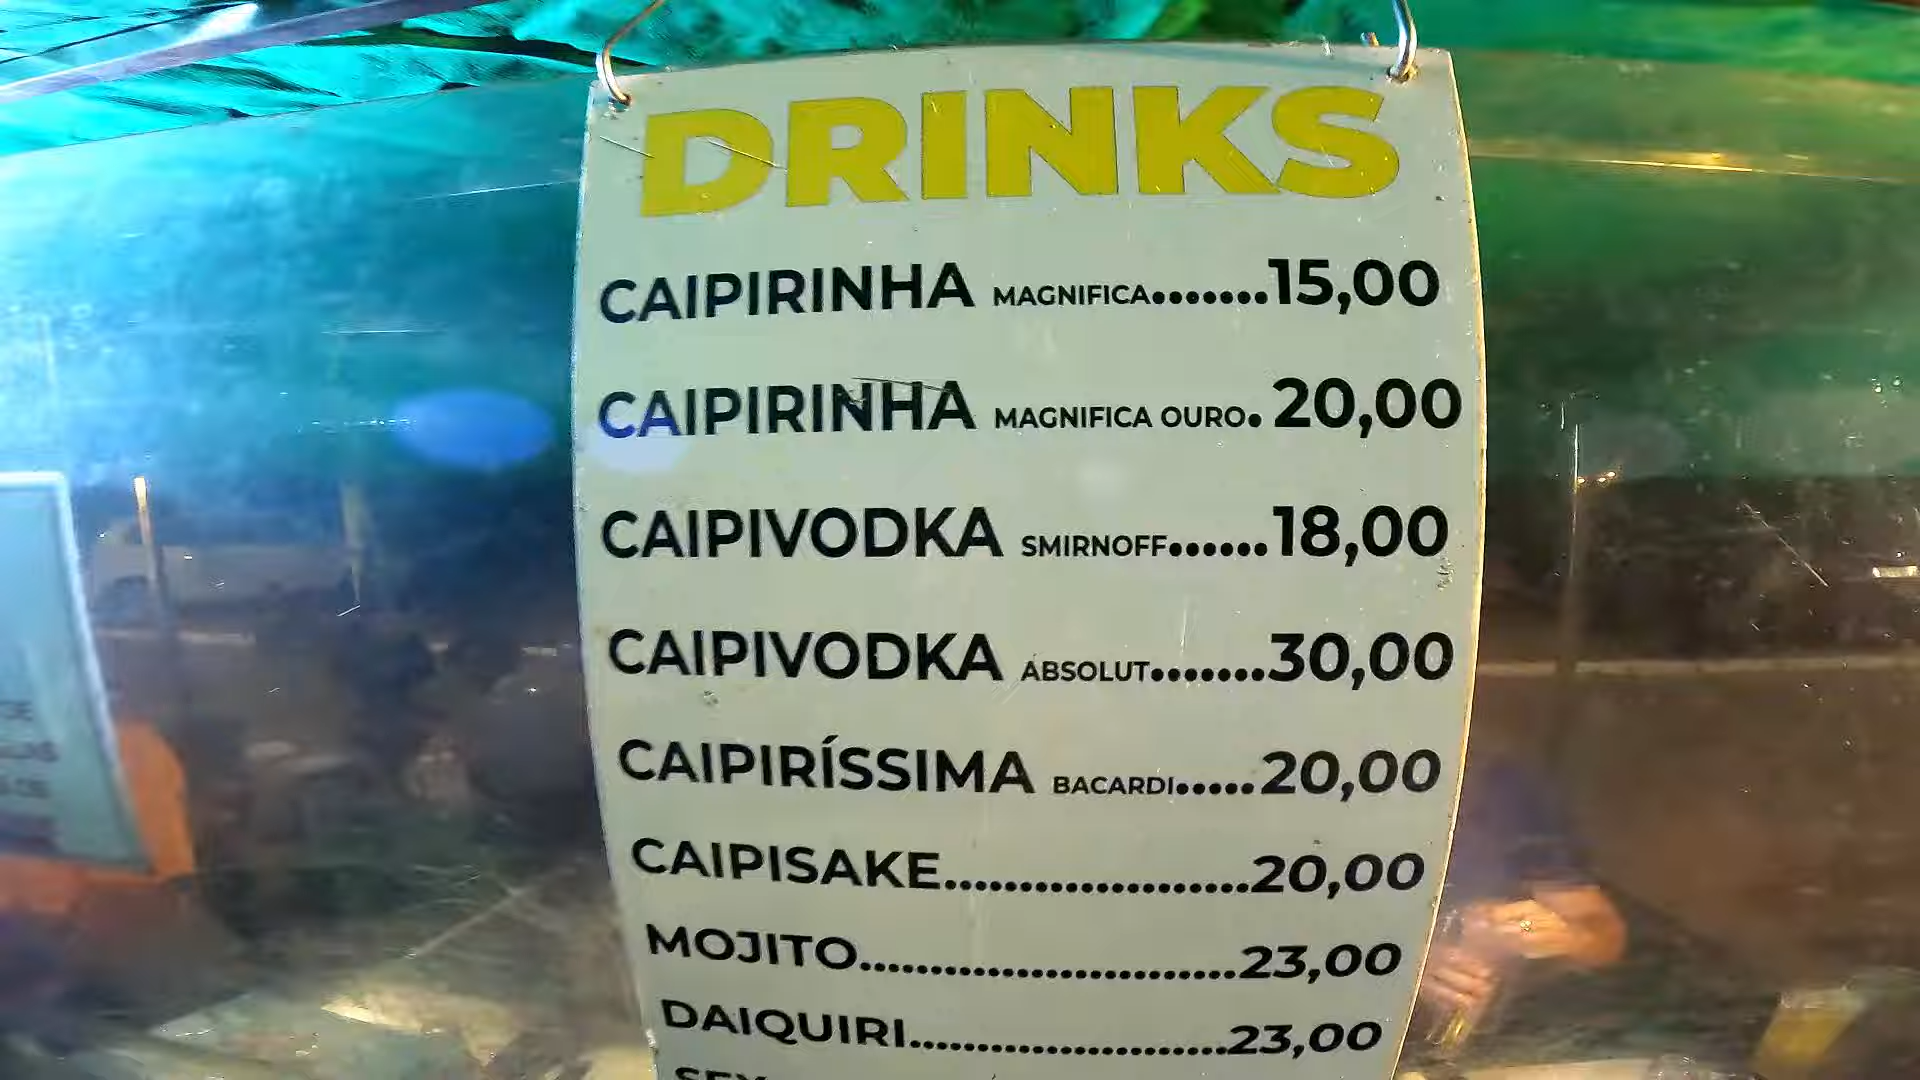 DRINKS
CAIPIRINHA MAGNIFICA.......15,00
CAIPIRINHA MAGNIFICA OURO. 20,00
CAIPIVODKA SMIRNOFF......18,00
CAIPIVODKA ABSOLUT.......30,00
CAIPIRÍSSIMA BACARDI.....20,00
CAIPISAKE.....................20,00
MOJITO...........................23,00
DAIQUIRI.........................23,00